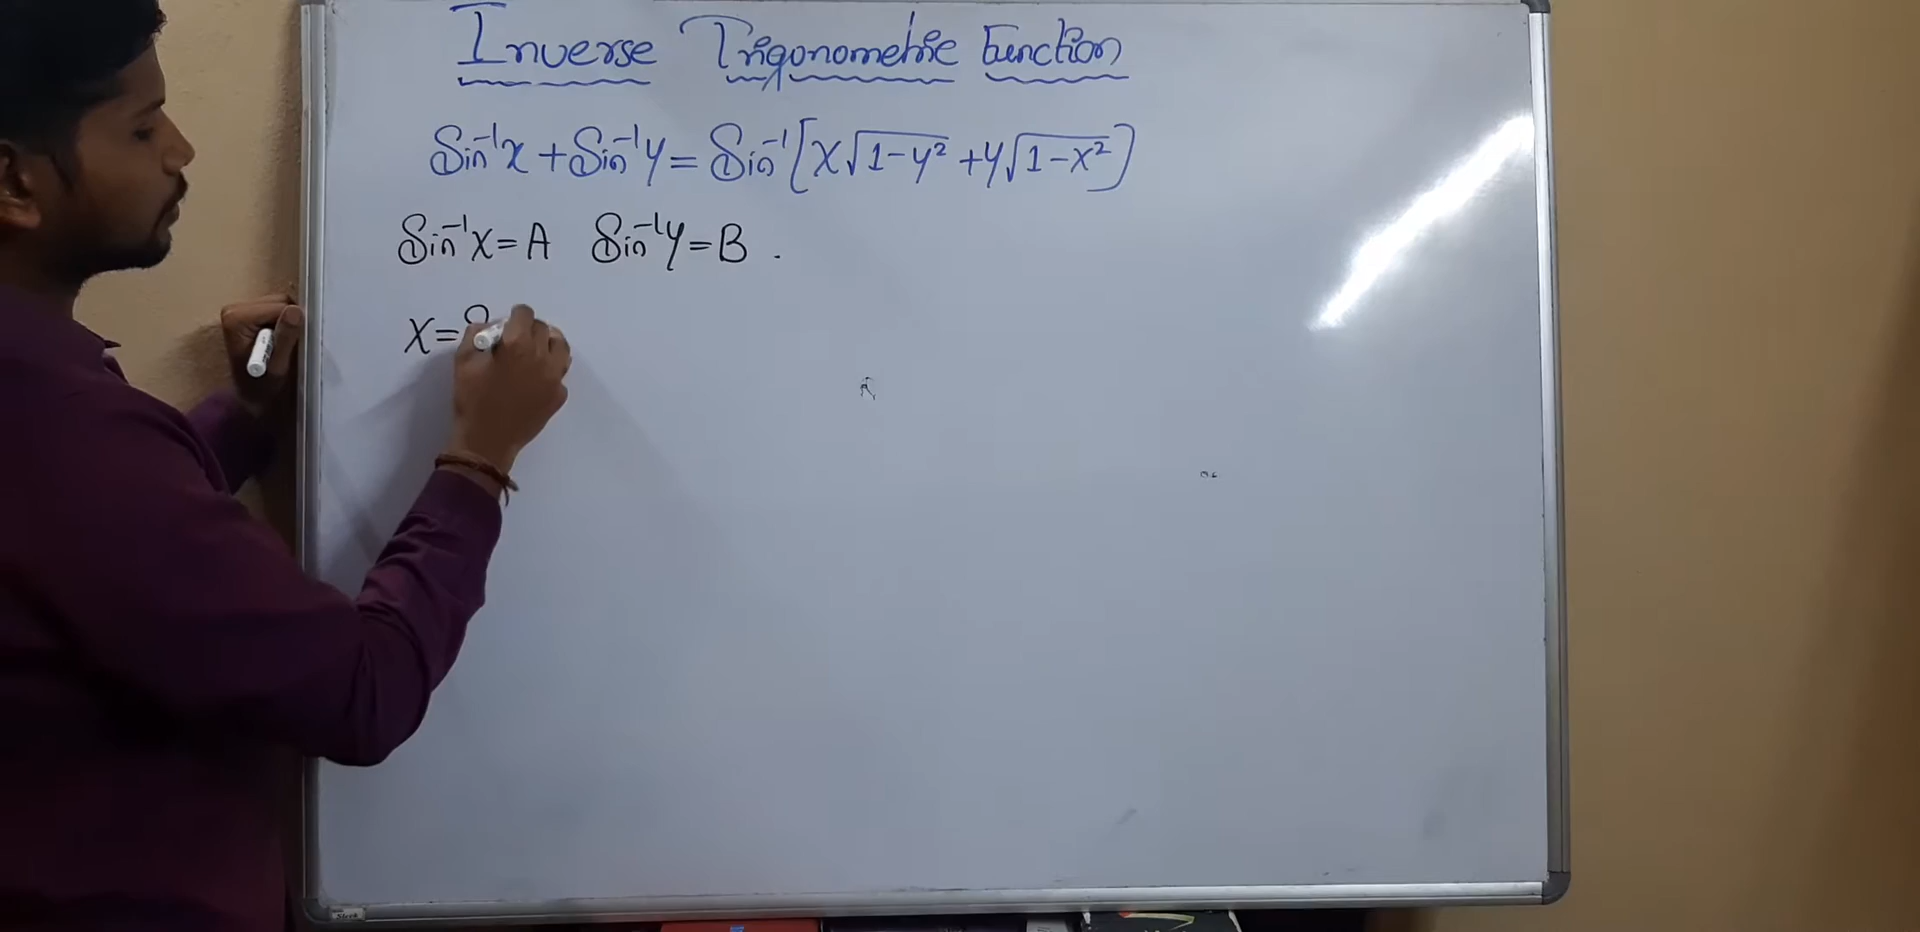 Inverse Trigonometric Function
Sin⁻¹x + Sin⁻¹y = Sin⁻¹[x√1-y² + y√1-x²]
Sin⁻¹x = A Sin⁻¹y = B .
x =